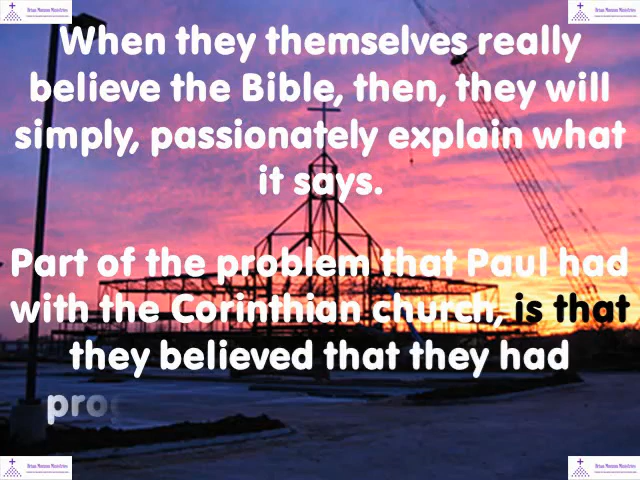 When they themselves really
believe the Bible, then, they will
simply, passionately explain what
it says.
Part of the problem that Paul had
with the Corinthian church, is that
they believed that they had